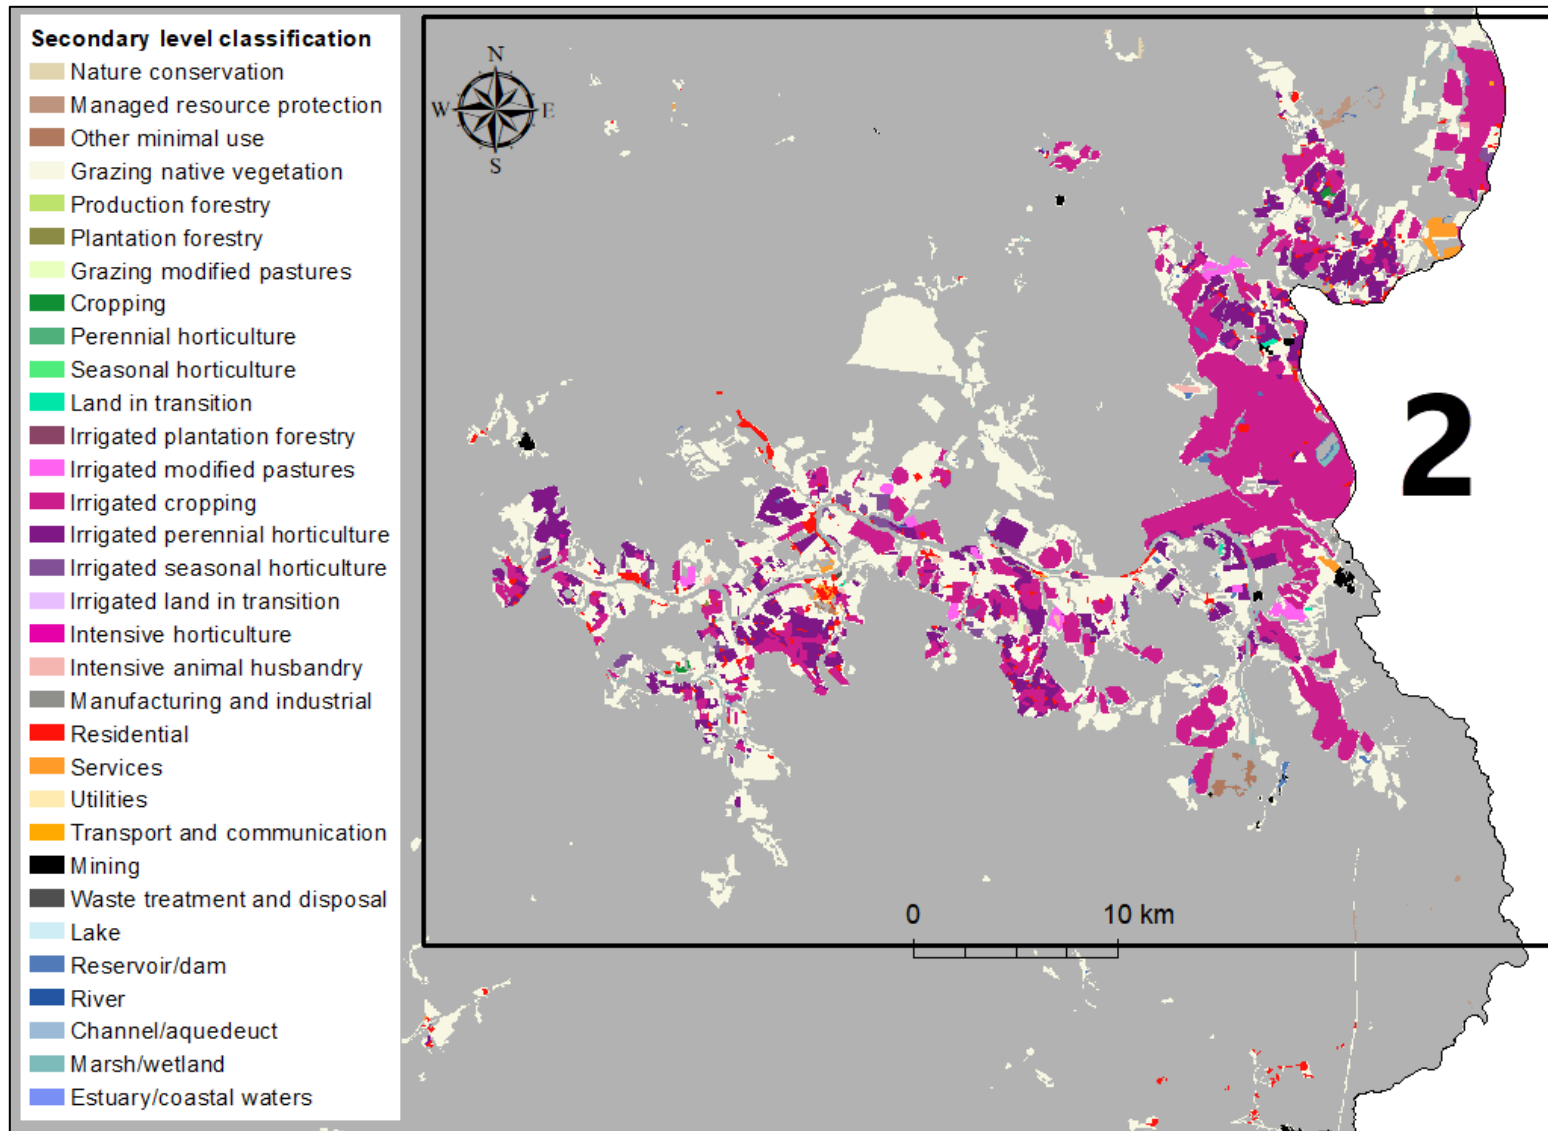 Secondary level classification
Nature conservation
Managed resource protection
Other minimal use
Grazing native vegetation
Production forestry
Plantation forestry
Grazing modified pastures
Cropping
Perennial horticulture
Seasonal horticulture
Land in transition
Irrigated plantation forestry
Irrigated modified pastures
Irrigated cropping
Irrigated perennial horticulture
Irrigated seasonal horticulture
Irrigated land in transition
Intensive horticulture
Intensive animal husbandry
Manufacturing and industrial
Residential
Services
Utilities
Transport and communication
Mining
Waste treatment and disposal
Lake
Reservoir/dam
River
Channel/aquedeuct
Marsh/wetland
Estuary/coastal waters
N
W E
S
2
0 10 km